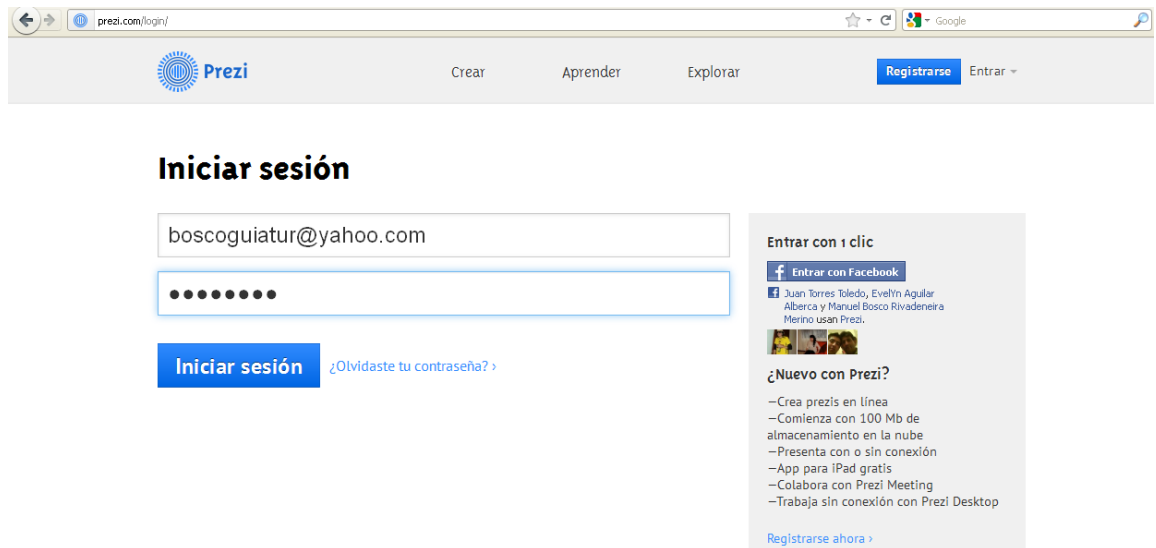 prezi.com/login/
Google
Prezi
Crear
Aprender
Explorar
Registrarse
Entrar
Iniciar sesión
boscoguiatur@yahoo.com
••••••••
Iniciar sesión
¿Olvidaste tu contraseña? ›
Entrar con 1 clic
f Entrar con Facebook
Juan Torres Toledo, EvelYn Aguilar
Alberca y Manuel Bosco Rivadeneira
Merino usan Prezi.
¿Nuevo con Prezi?
—Crea prezis en línea
—Comienza con 100 Mb de
almacenamiento en la nube
—Presenta con o sin conexión
—App para iPad gratis
—Colabora con Prezi Meeting
—Trabaja sin conexión con Prezi Desktop
Registrarse ahora ›